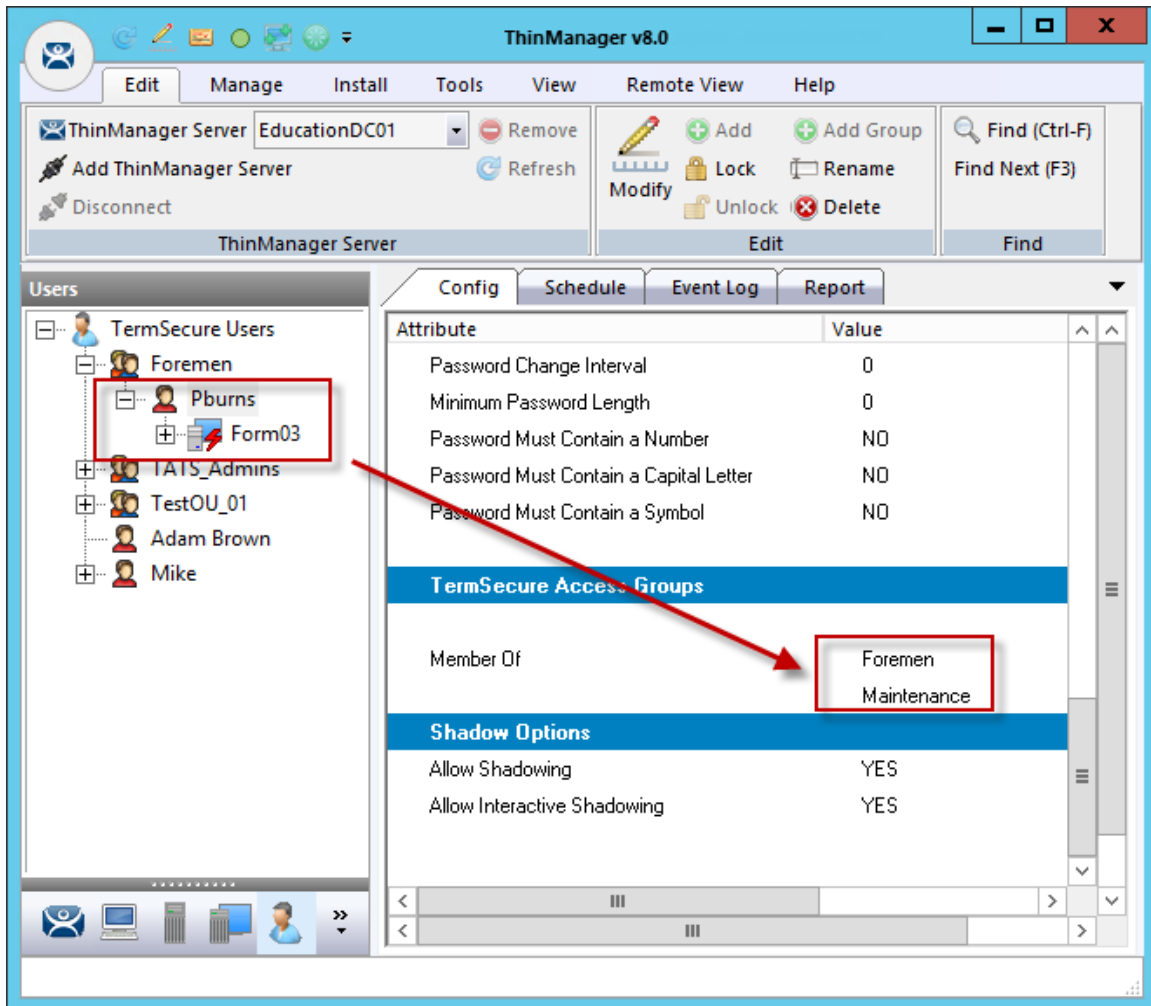 ThinManager v8.0
Edit Manage Install Tools View Remote View Help
ThinManager Server EducationDC01 Remove
Add ThinManager Server Refresh
Disconnect
ThinManager Server
Modify
Add Add Group
Lock Rename
Unlock Delete
Edit
Find (Ctrl-F)
Find Next (F3)
Find
Users
TermSecure Users
Foremen
Pburns
Form03
TATS_Admins
TestOU_01
Adam Brown
Mike
Config Schedule Event Log Report
Attribute Value
Password Change Interval 0
Minimum Password Length 0
Password Must Contain a Number NO
Password Must Contain a Capital Letter NO
Password Must Contain a Symbol NO
TermSecure Access Groups
Member Of Foremen
Maintenance
Shadow Options
Allow Shadowing YES
Allow Interactive Shadowing YES